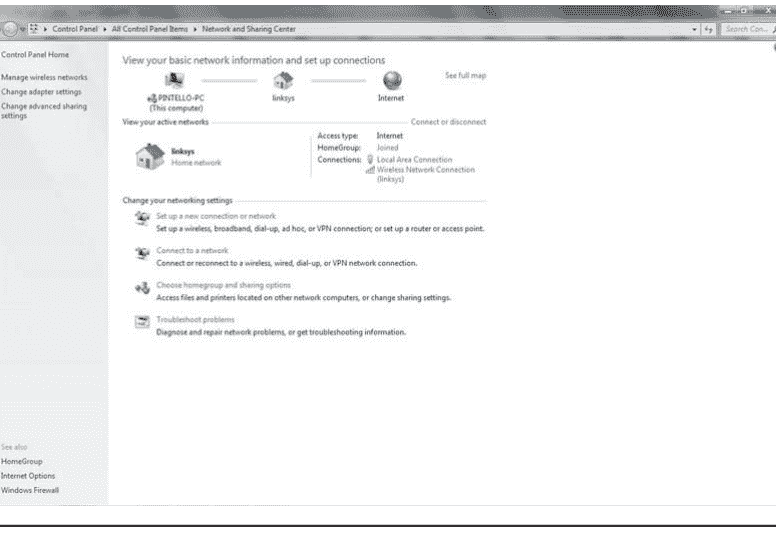 Control Panel ▸ All Control Panel Items ▸ Network and Sharing Center
Search Con...
Control Panel Home
Manage wireless networks
Change adapter settings
Change advanced sharing
settings
View your basic network information and set up connections
See full map
PINTELLO-PC
(This computer)
linksys
Internet
View your active networks
Connect or disconnect
linksys
Home network
Access type: Internet
HomeGroup: Joined
Connections: Local Area Connection
Wireless Network Connection
(linksys)
Change your networking settings
Set up a new connection or network
Set up a wireless, broadband, dial-up, ad hoc, or VPN connection; or set up a router or access point.
Connect to a network
Connect or reconnect to a wireless, wired, dial-up, or VPN network connection.
Choose homegroup and sharing options
Access files and printers located on other network computers, or change sharing settings.
Troubleshoot problems
Diagnose and repair network problems, or get troubleshooting information.
See also
HomeGroup
Internet Options
Windows Firewall